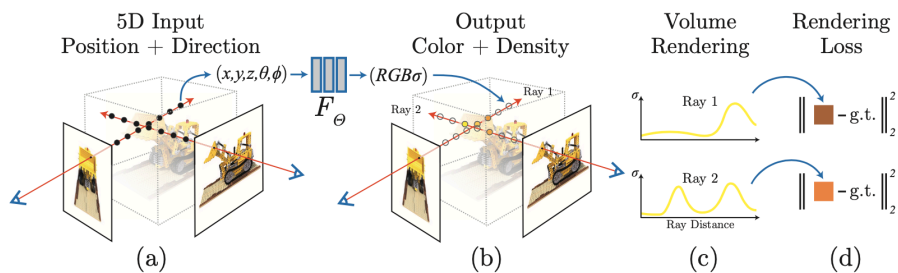 5D Input
Position + Direction
Output
Color + Density
Volume
Rendering
Rendering
Loss
(x,y,z,θ,ϕ)
F_Θ
(RGBσ)
Ray 1
Ray 2
σ
Ray 1
σ
Ray 2
Ray Distance
‖ – g.t. ‖₂²
‖ – g.t. ‖₂²
(a)
(b)
(c)
(d)